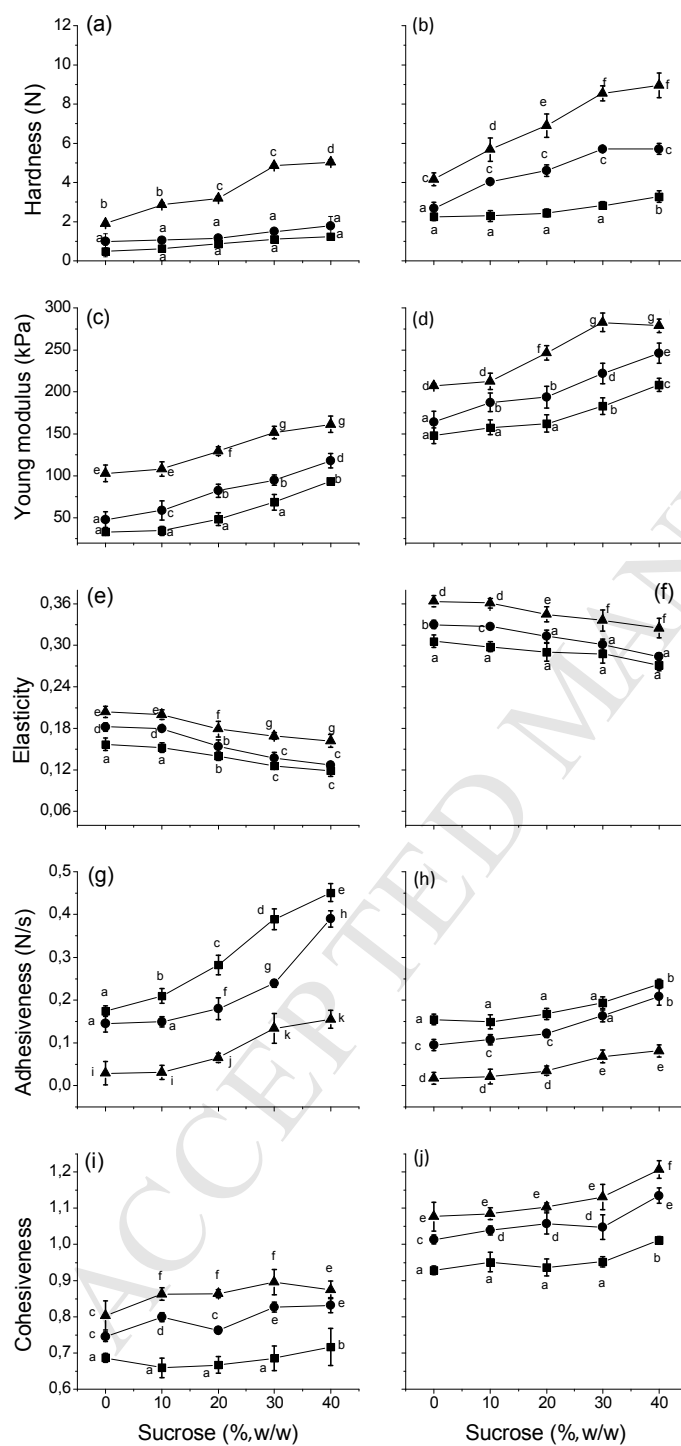 (a)
Hardness (N)
12
10
8
6
4
2
0
b
b
c
c
d
a
a
a
a
a
a
a
a
a
(b)
c
d
e
f
f
a
c
c
c
c
a
a
a
a
b
(c)
Young modulus (kPa)
300
250
200
150
100
50
e
e
f
g
g
a
c
b
b
d
a
a
a
a
b
(d)
d
d
f
g
g
a
b
b
d
e
a
a
a
b
c
(e)
Elasticity
0,36
0,30
0,24
0,18
0,12
0,06
e
e
f
g
g
d
d
b
c
c
a
a
b
c
c
(f)
d
d
e
f
f
b
c
a
a
a
a
a
a
a
a
(g)
Adhesiveness (N/s)
0,5
0,4
0,3
0,2
0,1
0,0
a
b
c
d
e
a
a
f
g
h
i
i
j
k
k
(h)
a
a
a
a
b
c
c
c
a
b
d
d
d
e
e
(i)
Cohesiveness
1,2
1,1
1,0
0,9
0,8
0,7
0,6
c
f
f
f
e
c
d
c
e
e
a
a
a
a
b
(j)
e
e
e
e
f
c
d
d
d
e
a
a
a
a
b
0 10 20 30 40
0 10 20 30 40
Sucrose (%,w/w)
Sucrose (%,w/w)
ACCEPTED MAN